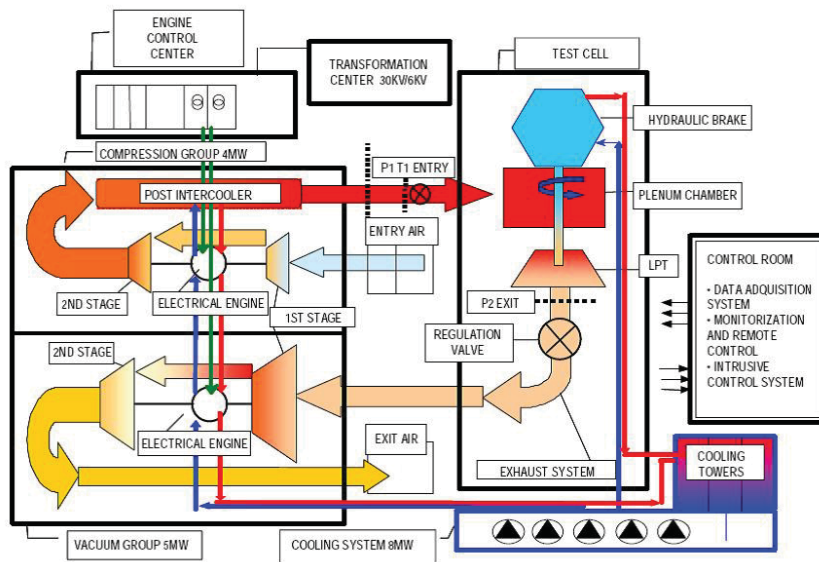 ENGINE
CONTROL
CENTER
TRANSFORMATION
CENTER 30KV/6KV
TEST CELL
HYDRAULIC BRAKE
COMPRESSION GROUP 4MW
P1 T1 ENTRY
POST INTERCOOLER
PLENUM CHAMBER
ENTRY AIR
LPT
2ND STAGE
ELECTRICAL ENGINE
1ST STAGE
P2 EXIT
REGULATION
VALVE
CONTROL ROOM
• DATA ADQUISITION
SYSTEM
• MONITORIZATION
AND REMOTE
CONTROL
• INTRUSIVE
CONTROL SYSTEM
2ND STAGE
ELECTRICAL ENGINE
EXIT AIR
EXHAUST SYSTEM
COOLING
TOWERS
VACUUM GROUP 5MW
COOLING SYSTEM 8MW